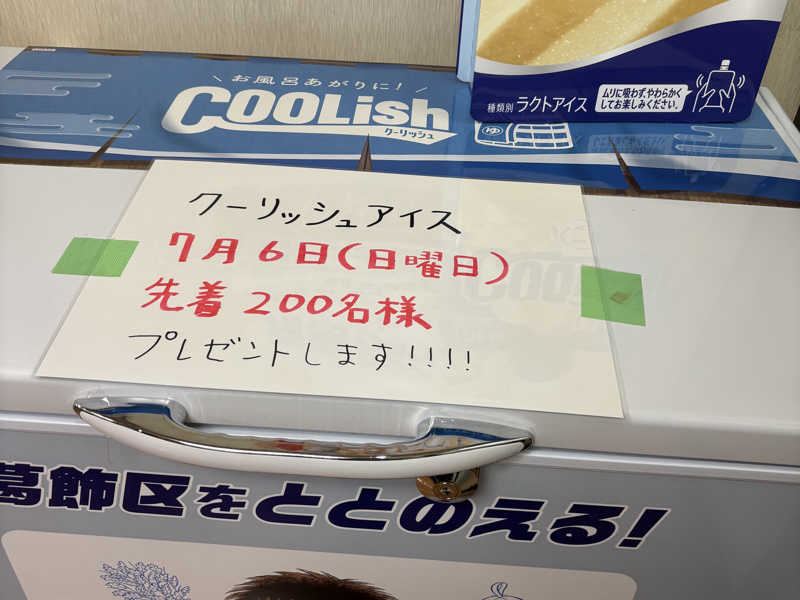 種類別 ラクトアイス
ムリに吸わず、やわらかく
してお楽しみください。
お風呂あがりに!
COOLish
クーリッシュ
ゆ
クーリッシュアイス
7月6日(日曜日)
先着 200名様
プレゼントします!!!!
葛飾区をととのえる!